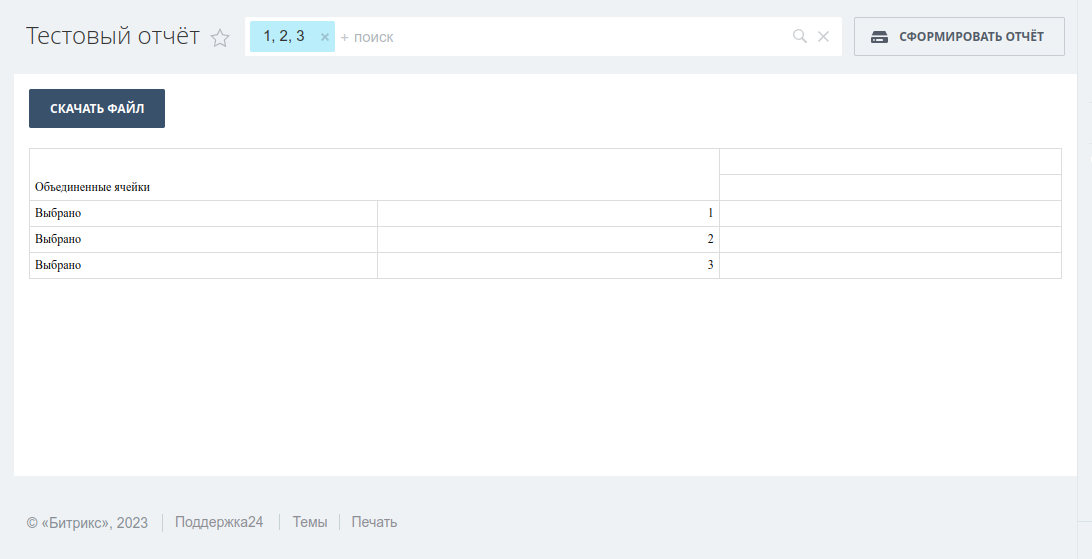 Тестовый отчёт
1, 2, 3 × + поиск
СФОРМИРОВАТЬ ОТЧЁТ
СКАЧАТЬ ФАЙЛ
Объединенные ячейки
Выбрано 1
Выбрано 2
Выбрано 3
© «Битрикс», 2023 Поддержка24 Темы Печать